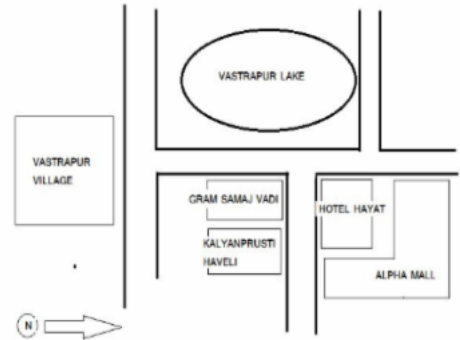 VASTRAPUR LAKE
VASTRAPUR
VILLAGE
GRAM SAMAJ VADI
HOTEL HAYAT
KALYANPRUSTI
HAVELI
ALPHA MALL
N